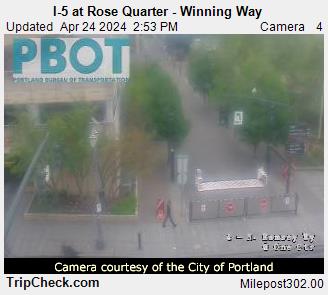 I-5 at Rose Quarter - Winning Way
Updated Apr 24 2024 2:53 PM Camera 4
PBOT
PORTLAND BUREAU OF TRANSPORTATION
Camera courtesy of the City of Portland
TripCheck.com Milepost302.00